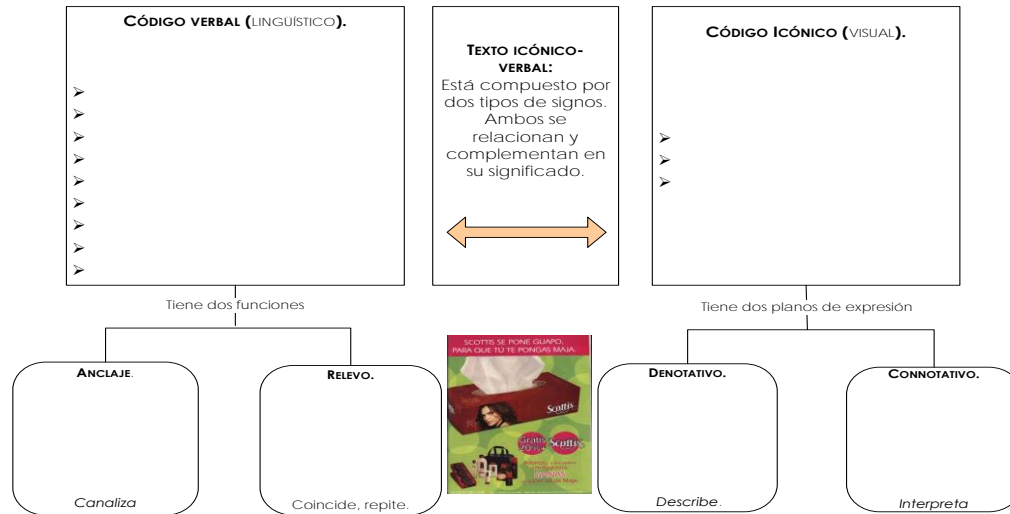 CÓDIGO VERBAL (LINGÜÍSTICO).
TEXTO ICÓNICO-
VERBAL:
Está compuesto por
dos tipos de signos.
Ambos se
relacionan y
complementan en
su significado.
CÓDIGO ICÓNICO (VISUAL).
Tiene dos funciones
Tiene dos planos de expresión
ANCLAJE.
Canaliza
RELEVO.
Coincide, repite.
SCOTTIS SE PONE GUAPO,
PARA QUE TÚ TE PONGAS MAJA.
Scottis
Gratis
Scottis
DENOTATIVO.
Describe.
CONNOTATIVO.
Interpreta